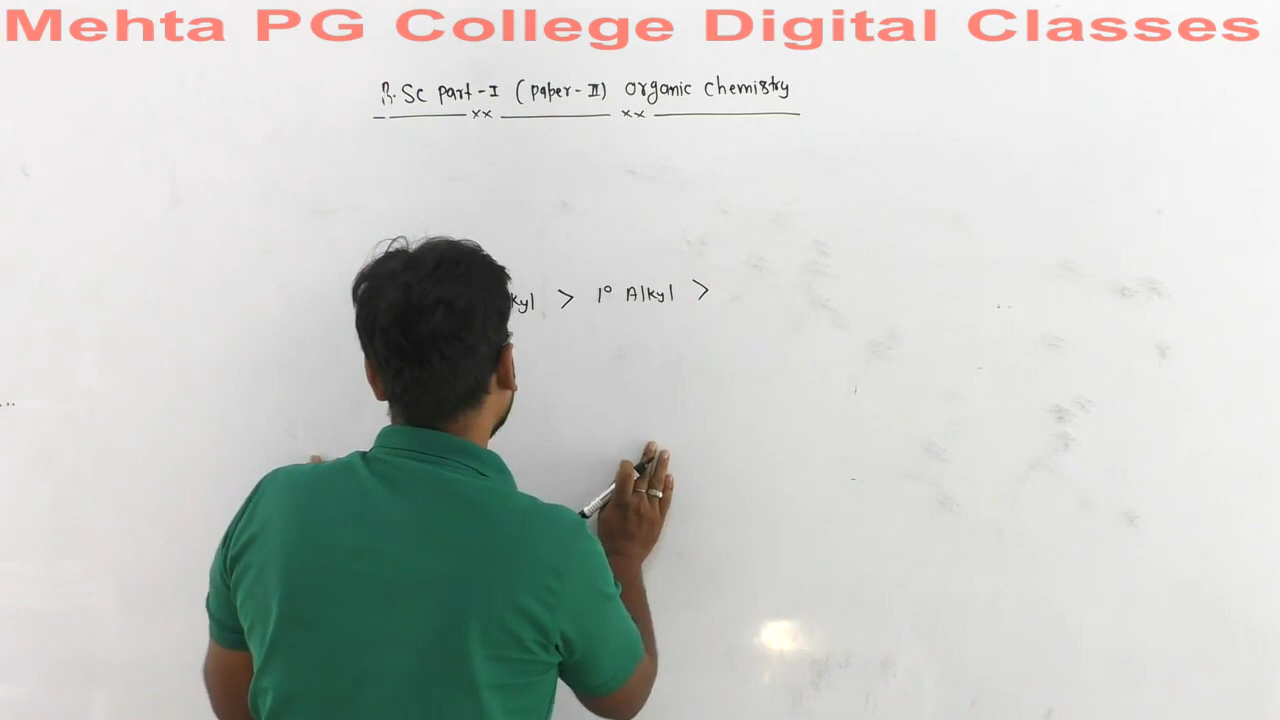 Mehta PG College Digital Classes
B.Sc part-I (paper-II) organic chemistry
xx xx
kyl > 1° Alkyl >